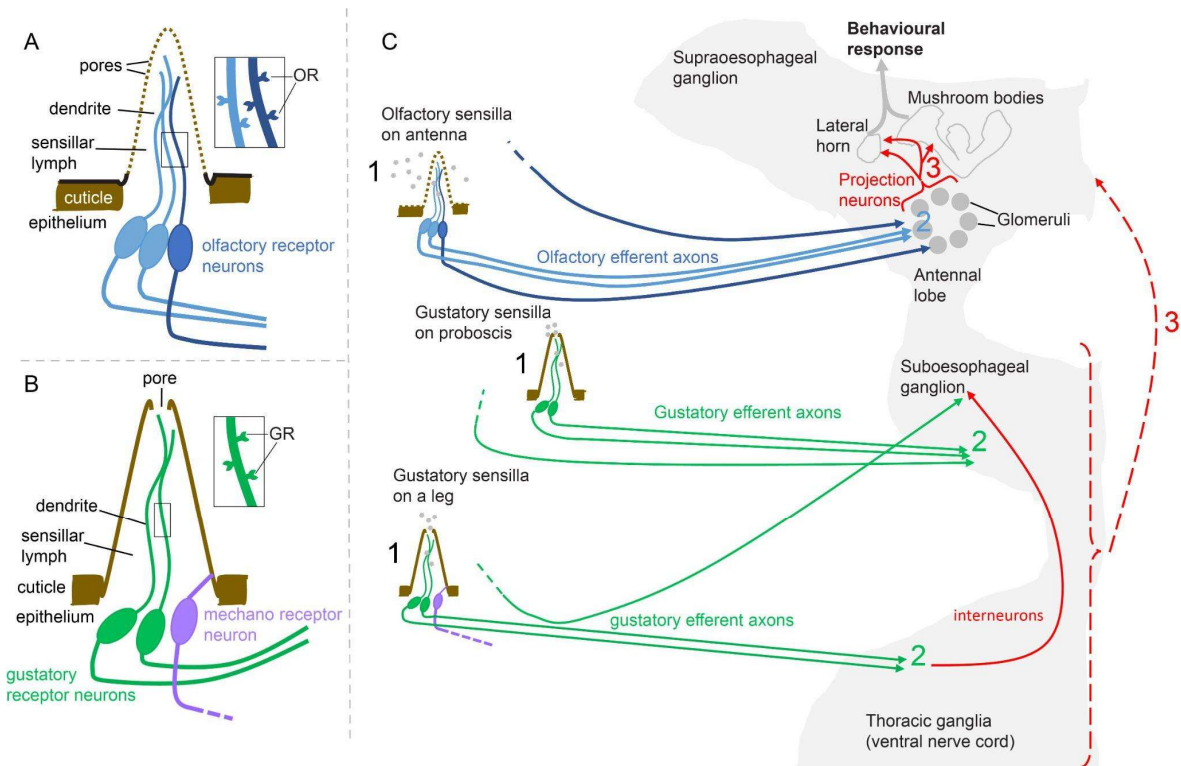 A
pores
dendrite
sensillar
lymph
cuticle
epithelium
OR
olfactory receptor
neurons
B
pore
GR
dendrite
sensillar
lymph
cuticle
epithelium
mechano receptor
neuron
gustatory
receptor neurons
C
Supraoesophageal
ganglion
Behavioural
response
Mushroom bodies
Lateral
horn
Olfactory sensilla
on antenna
1
3
Projection
neurons
2
Glomeruli
Olfactory efferent axons
Antennal
lobe
Gustatory sensilla
on proboscis
1
3
Suboesophageal
ganglion
Gustatory efferent axons
2
Gustatory sensilla
on a leg
1
gustatory efferent axons
interneurons
2
Thoracic ganglia
(ventral nerve cord)